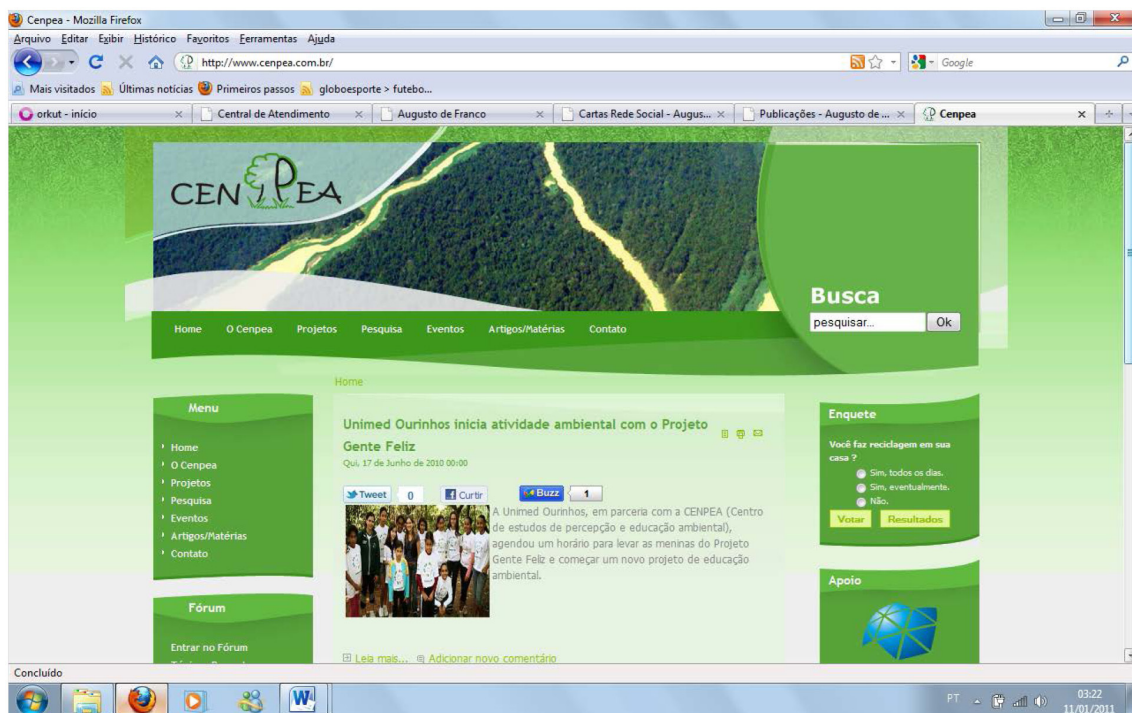 Cenpea - Mozilla Firefox
Arquivo Editar Exibir Histórico Favoritos Ferramentas Ajuda
http://www.cenpea.com.br/
Google
Mais visitados Últimas notícias Primeiros passos globoesporte > futebo...
orkut - início
Central de Atendimento
Augusto de Franco
Cartas Rede Social - Augus...
Publicações - Augusto de ...
Cenpea
CENPEA
Busca
pesquisar...
Ok
Home O Cenpea Projetos Pesquisa Eventos Artigos/Matérias Contato
Home
Menu
Home
O Cenpea
Projetos
Pesquisa
Eventos
Artigos/Matérias
Contato
Fórum
Entrar no Fórum
Unimed Ourinhos inicia atividade ambiental com o Projeto
Gente Feliz
Qui, 17 de Junho de 2010 00:00
Tweet 0 Curtir Buzz 1
A Unimed Ourinhos, em parceria com a CENPEA (Centro
de estudos de percepção e educação ambiental),
agendou um horário para levar as meninas do Projeto
Gente Feliz e começar um novo projeto de educação
ambiental.
Leia mais... Adicionar novo comentário
Enquete
Você faz reciclagem em sua
casa ?
Sim, todos os dias.
Sim, eventualmente.
Não.
Votar Resultados
Apoio
Concluído
PT
03:22
11/01/2011